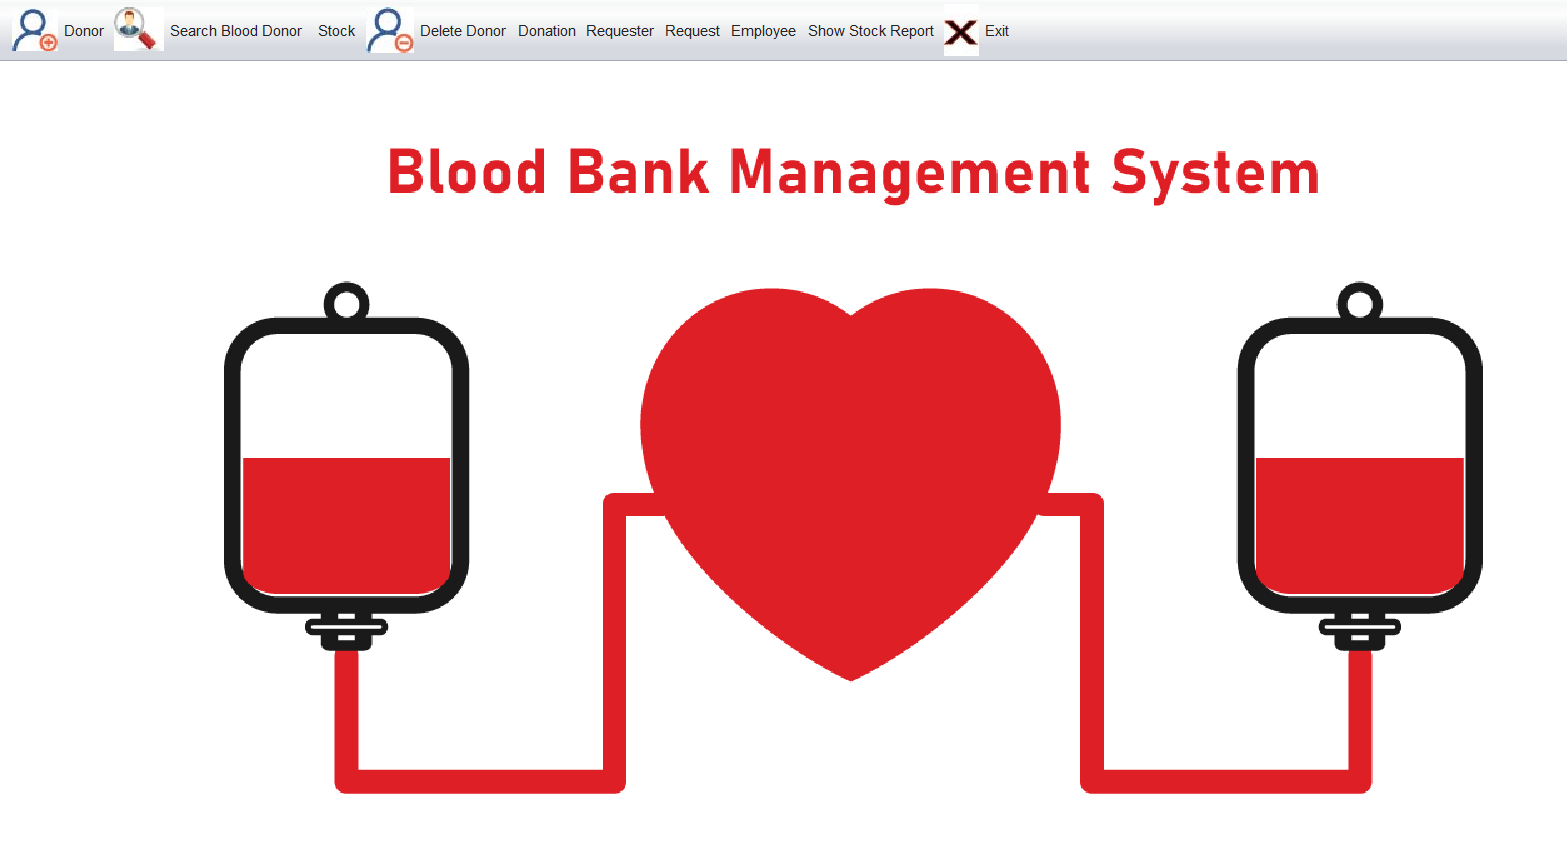 Donor Search Blood Donor Stock Delete Donor Donation Requester Request Employee Show Stock Report Exit
Blood Bank Management System